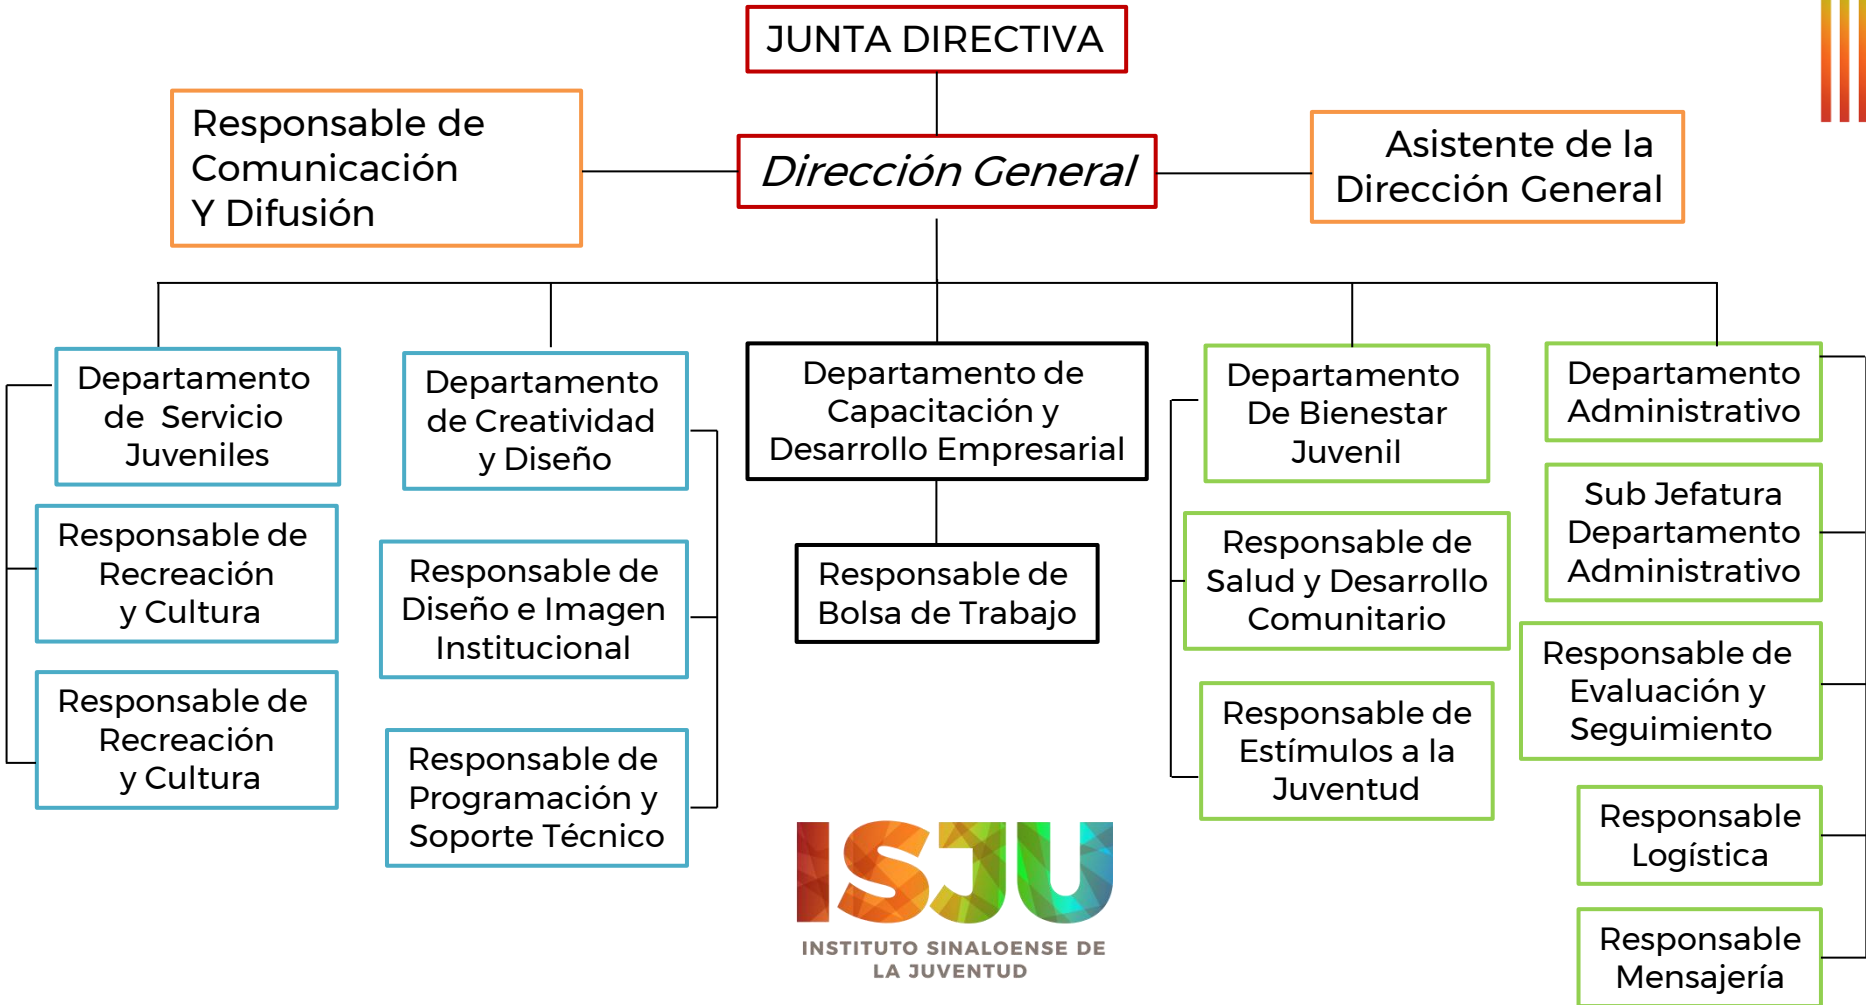 JUNTA DIRECTIVA
Responsable de
Comunicación
Y Difusión
Dirección General
Asistente de la
Dirección General
Departamento
de Servicio
Juveniles
Responsable de
Recreación
y Cultura
Responsable de
Recreación
y Cultura
Departamento
de Creatividad
y Diseño
Responsable de
Diseño e Imagen
Institucional
Responsable de
Programación y
Soporte Técnico
Departamento de
Capacitación y
Desarrollo Empresarial
Responsable de
Bolsa de Trabajo
Departamento
De Bienestar
Juvenil
Responsable de
Salud y Desarrollo
Comunitario
Responsable de
Estímulos a la
Juventud
Departamento
Administrativo
Sub Jefatura
Departamento
Administrativo
Responsable de
Evaluación y
Seguimiento
Responsable
Logística
Responsable
Mensajería
ISJU
INSTITUTO SINALOENSE DE
LA JUVENTUD